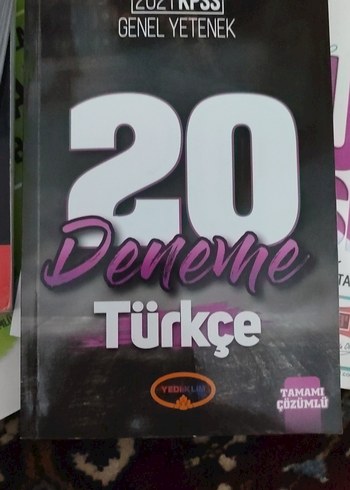 2021 KPSS
GENEL YETENEK
20
Deneme
Türkçe
YEDİİKLİM
TAMAMI
ÇÖZÜMLÜ